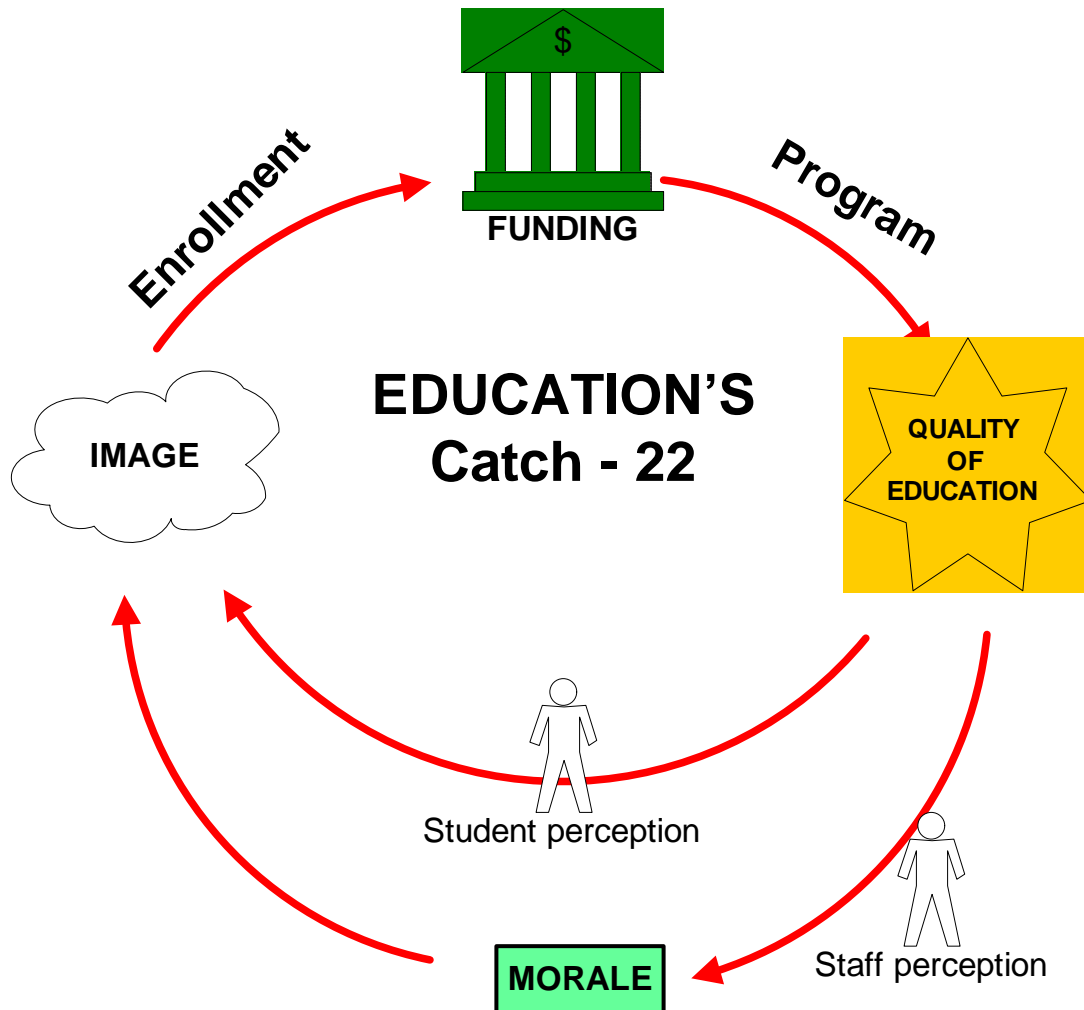 $
FUNDING
Enrollment
Program
EDUCATION’S
Catch - 22
IMAGE
QUALITY
OF
EDUCATION
Student perception
Staff perception
MORALE